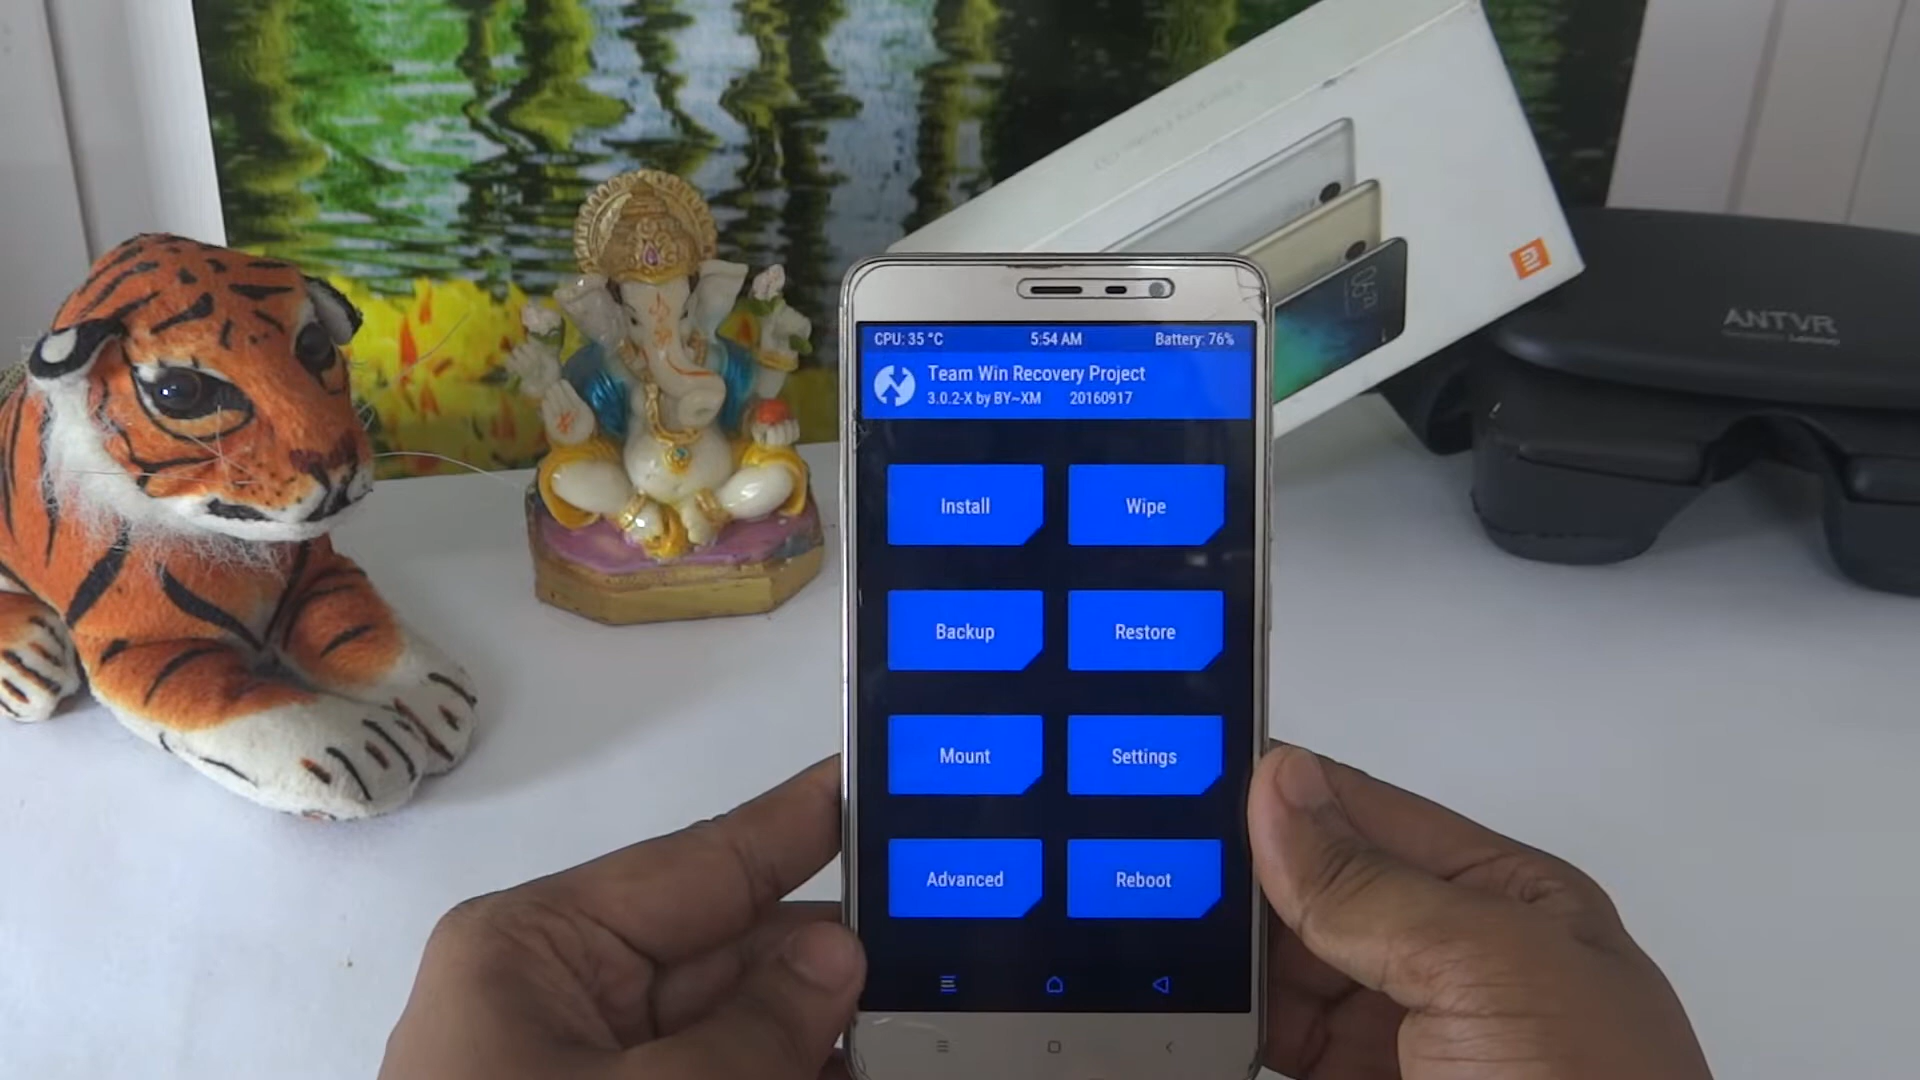 CPU: 35 °C 5:54 AM Battery: 76%
Team Win Recovery Project
3.0.2-X by BY~XM 20160917
Install Wipe
Backup Restore
Mount Settings
Advanced Reboot
ANTVR
Lenovo